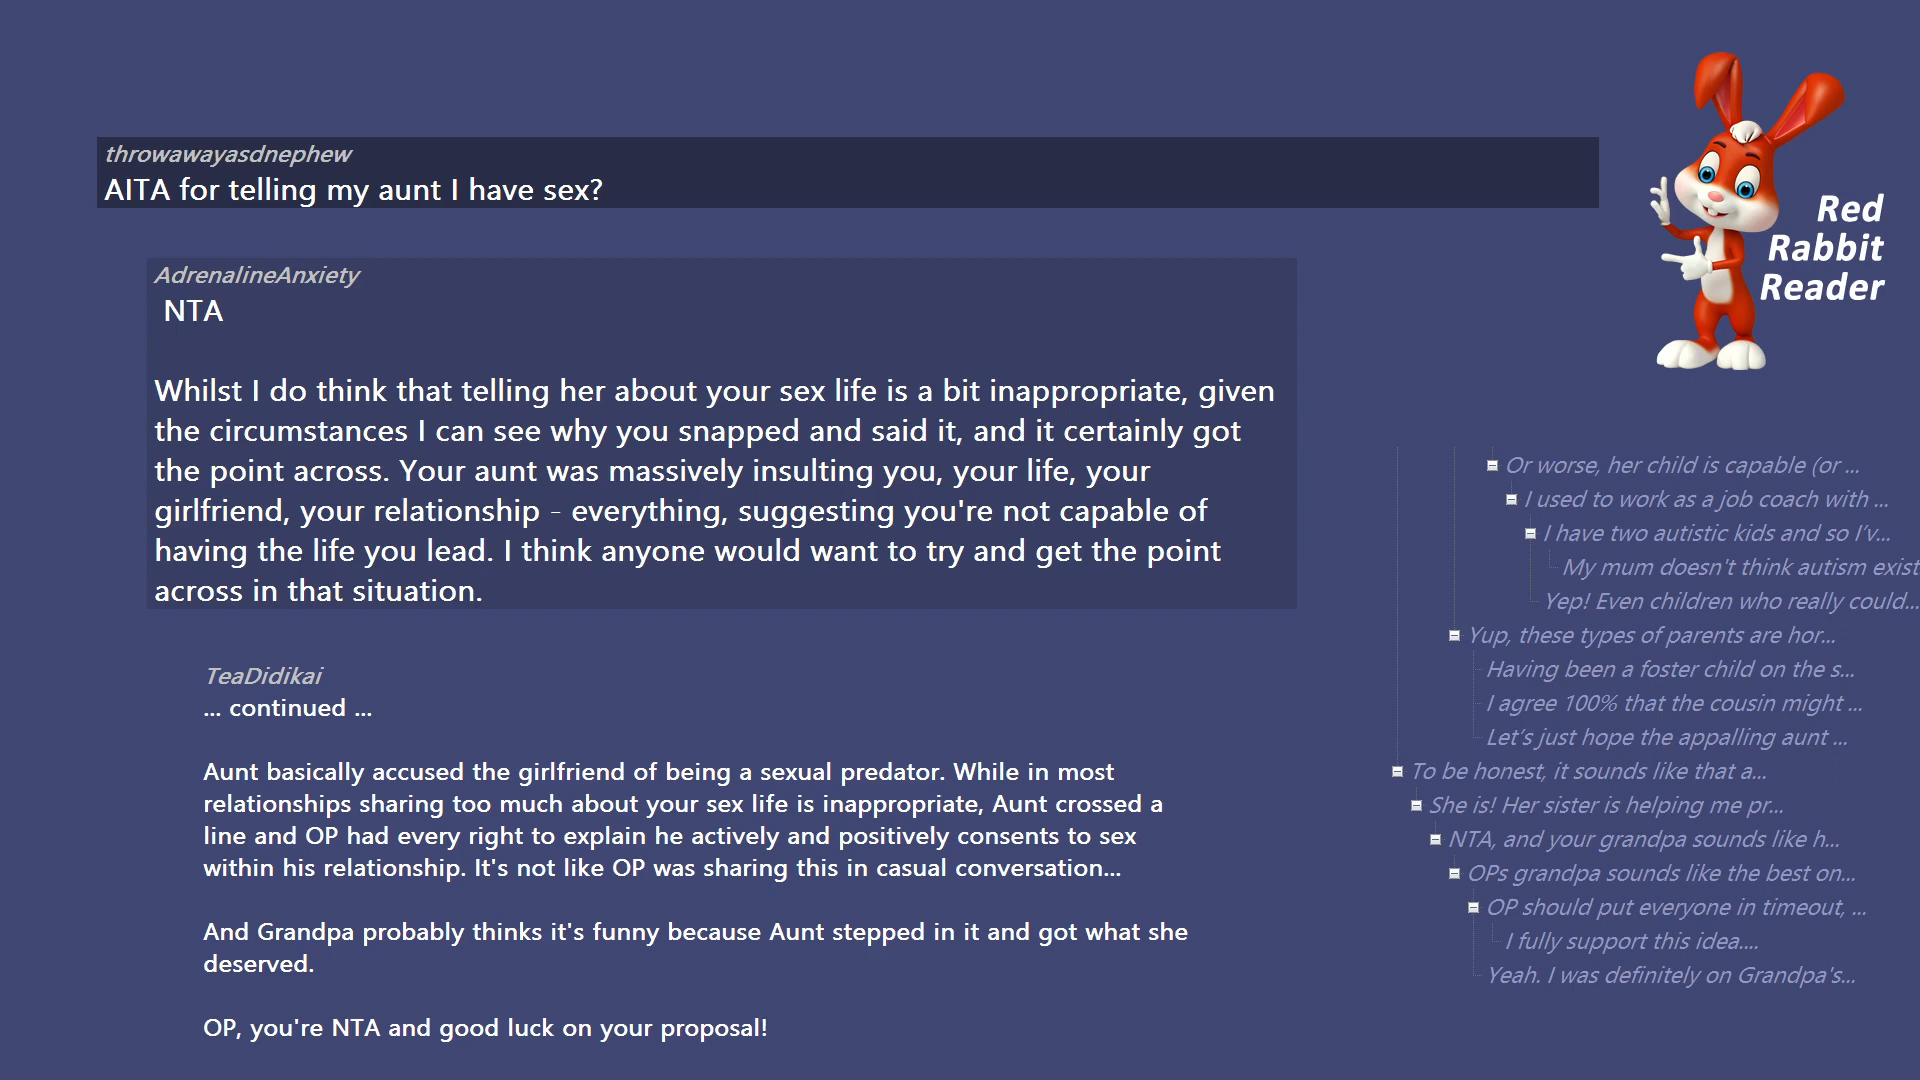 throwawayasdnephew
AITA for telling my aunt I have sex?
AdrenalineAnxiety
NTA
Whilst I do think that telling her about your sex life is a bit inappropriate, given
the circumstances I can see why you snapped and said it, and it certainly got
the point across. Your aunt was massively insulting you, your life, your
girlfriend, your relationship - everything, suggesting you're not capable of
having the life you lead. I think anyone would want to try and get the point
across in that situation.
TeaDidikai
... continued ...
Aunt basically accused the girlfriend of being a sexual predator. While in most
relationships sharing too much about your sex life is inappropriate, Aunt crossed a
line and OP had every right to explain he actively and positively consents to sex
within his relationship. It's not like OP was sharing this in casual conversation...
And Grandpa probably thinks it's funny because Aunt stepped in it and got what she
deserved.
OP, you're NTA and good luck on your proposal!
Red
Rabbit
Reader
Or worse, her child is capable (or ...
I used to work as a job coach with ...
I have two autistic kids and so I'v...
My mum doesn't think autism exist
Yep! Even children who really could...
Yup, these types of parents are hor...
Having been a foster child on the s...
I agree 100% that the cousin might ...
Let's just hope the appalling aunt ...
To be honest, it sounds like that a...
She is! Her sister is helping me pr...
NTA, and your grandpa sounds like h...
OPs grandpa sounds like the best on...
OP should put everyone in timeout, ...
I fully support this idea....
Yeah. I was definitely on Grandpa's...